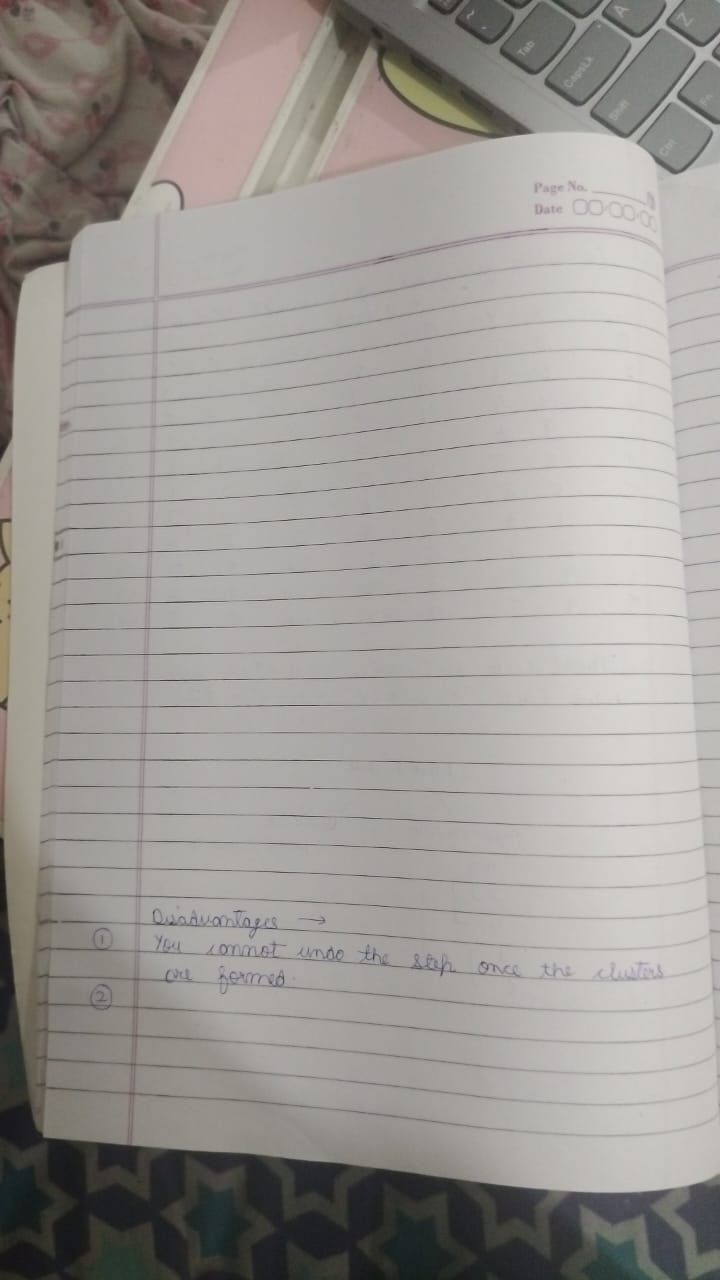 ~
Tab
CapsLk
Shift
Ctrl
A
Z
Fn
Page No.
Date
Disadvantages →
① You cannot undo the step once the clusters
are formed.
②